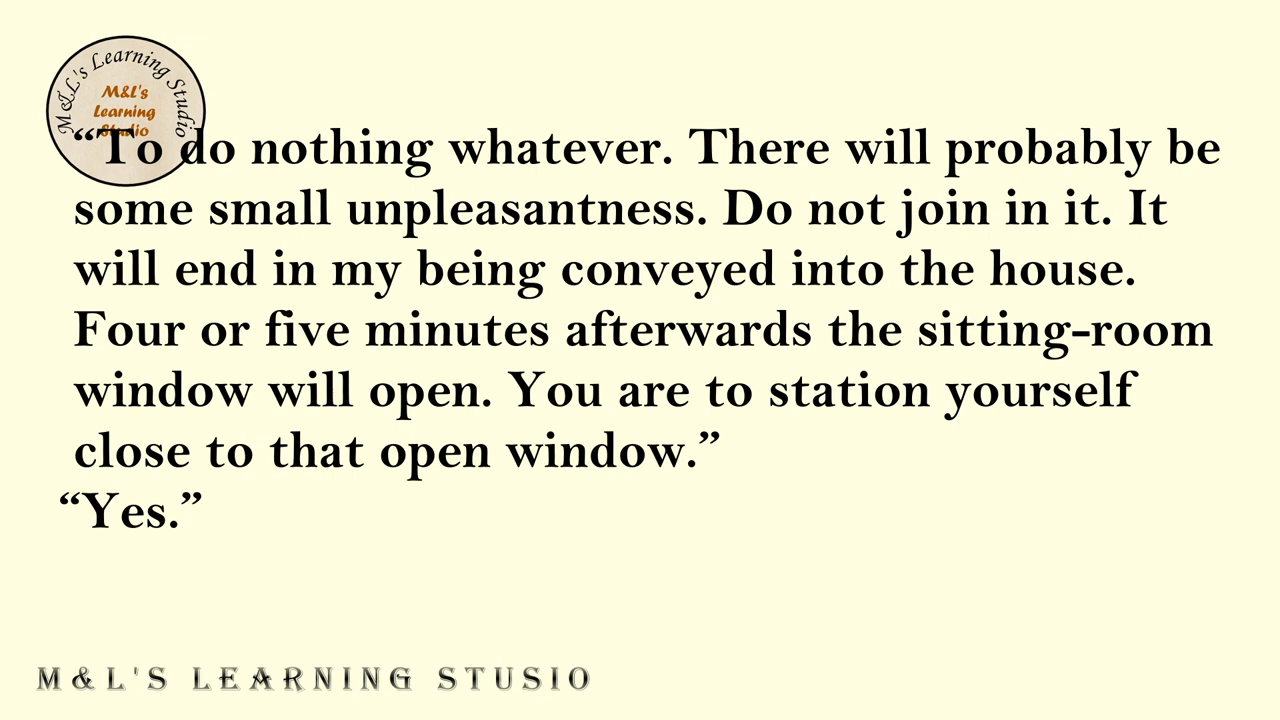 M&L's Learning Studio
M&L's
Learning
Studio
“To do nothing whatever. There will probably be
some small unpleasantness. Do not join in it. It
will end in my being conveyed into the house.
Four or five minutes afterwards the sitting-room
window will open. You are to station yourself
close to that open window.”
“Yes.”
M&L'S LEARNING STUSIO